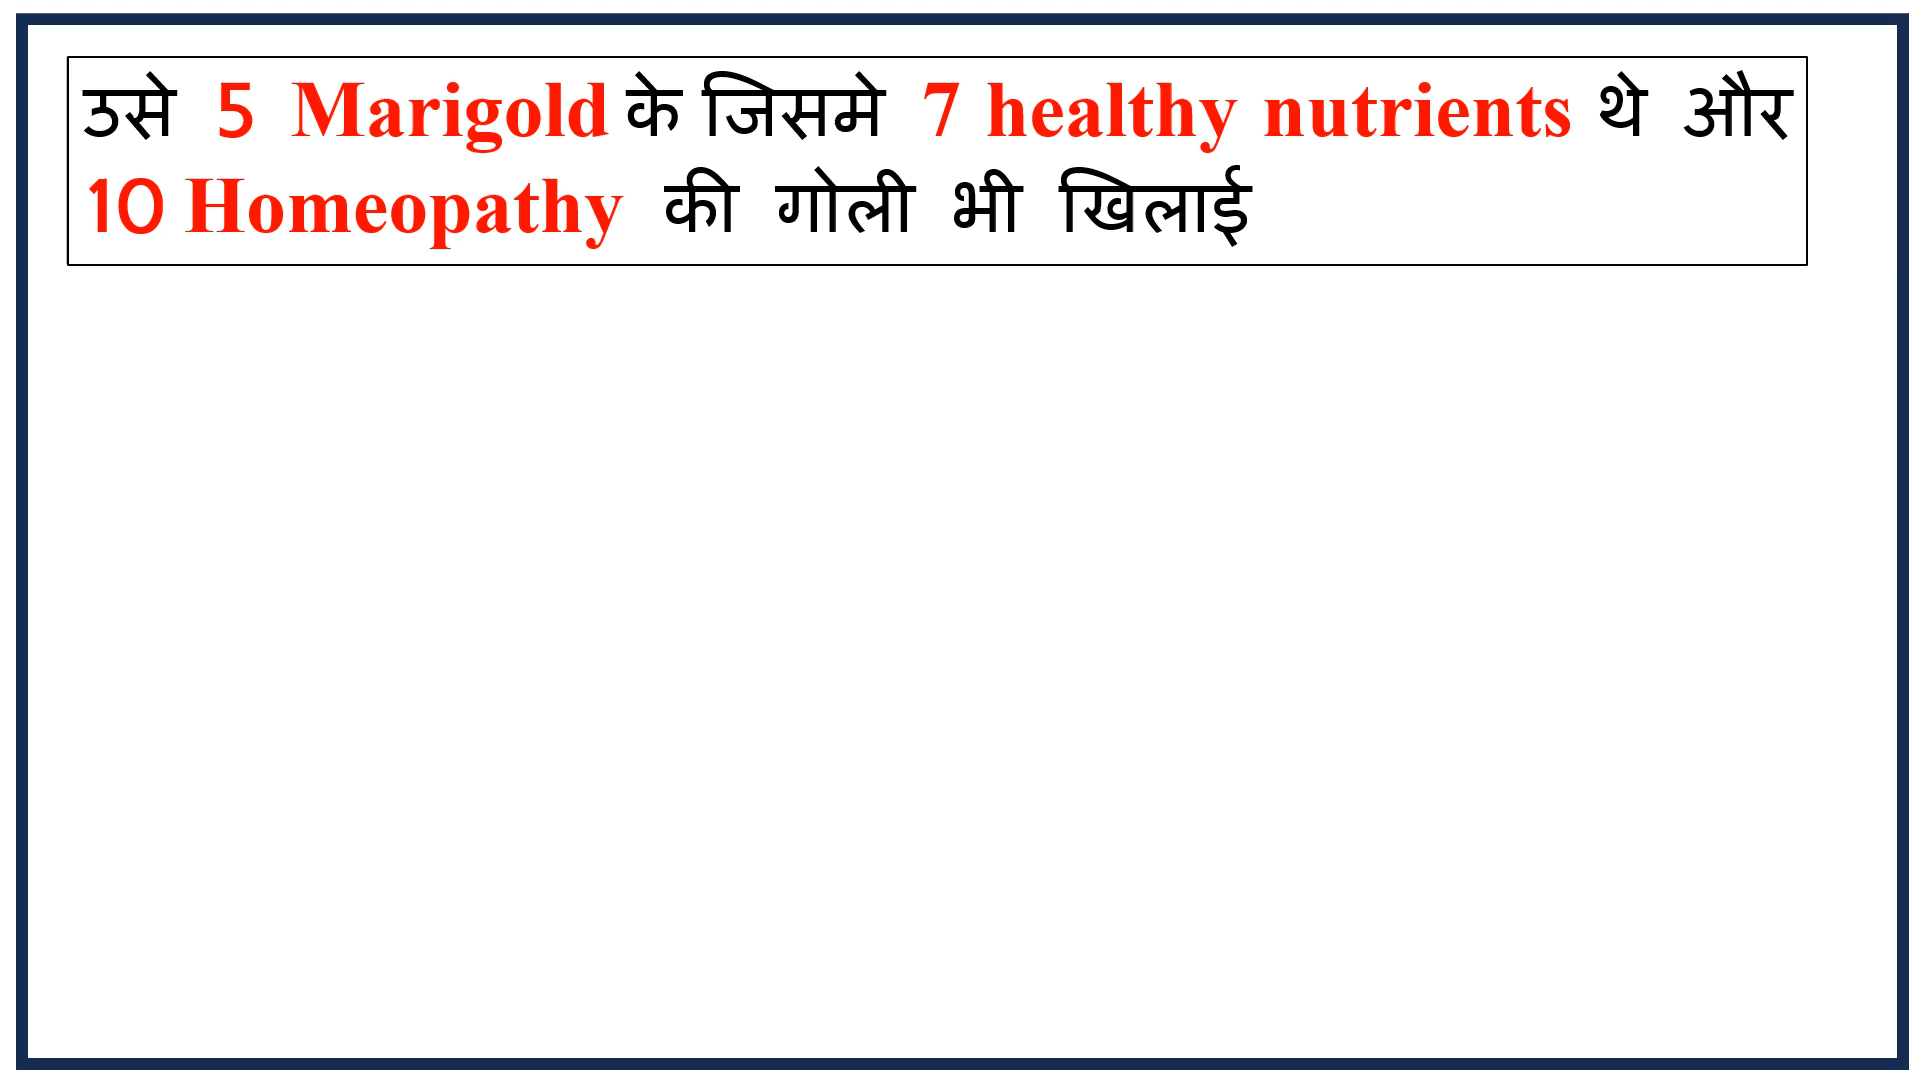 उसे 5 Marigold के जिसमे 7 healthy nutrients थे और
10 Homeopathy की गोली भी खिलाई